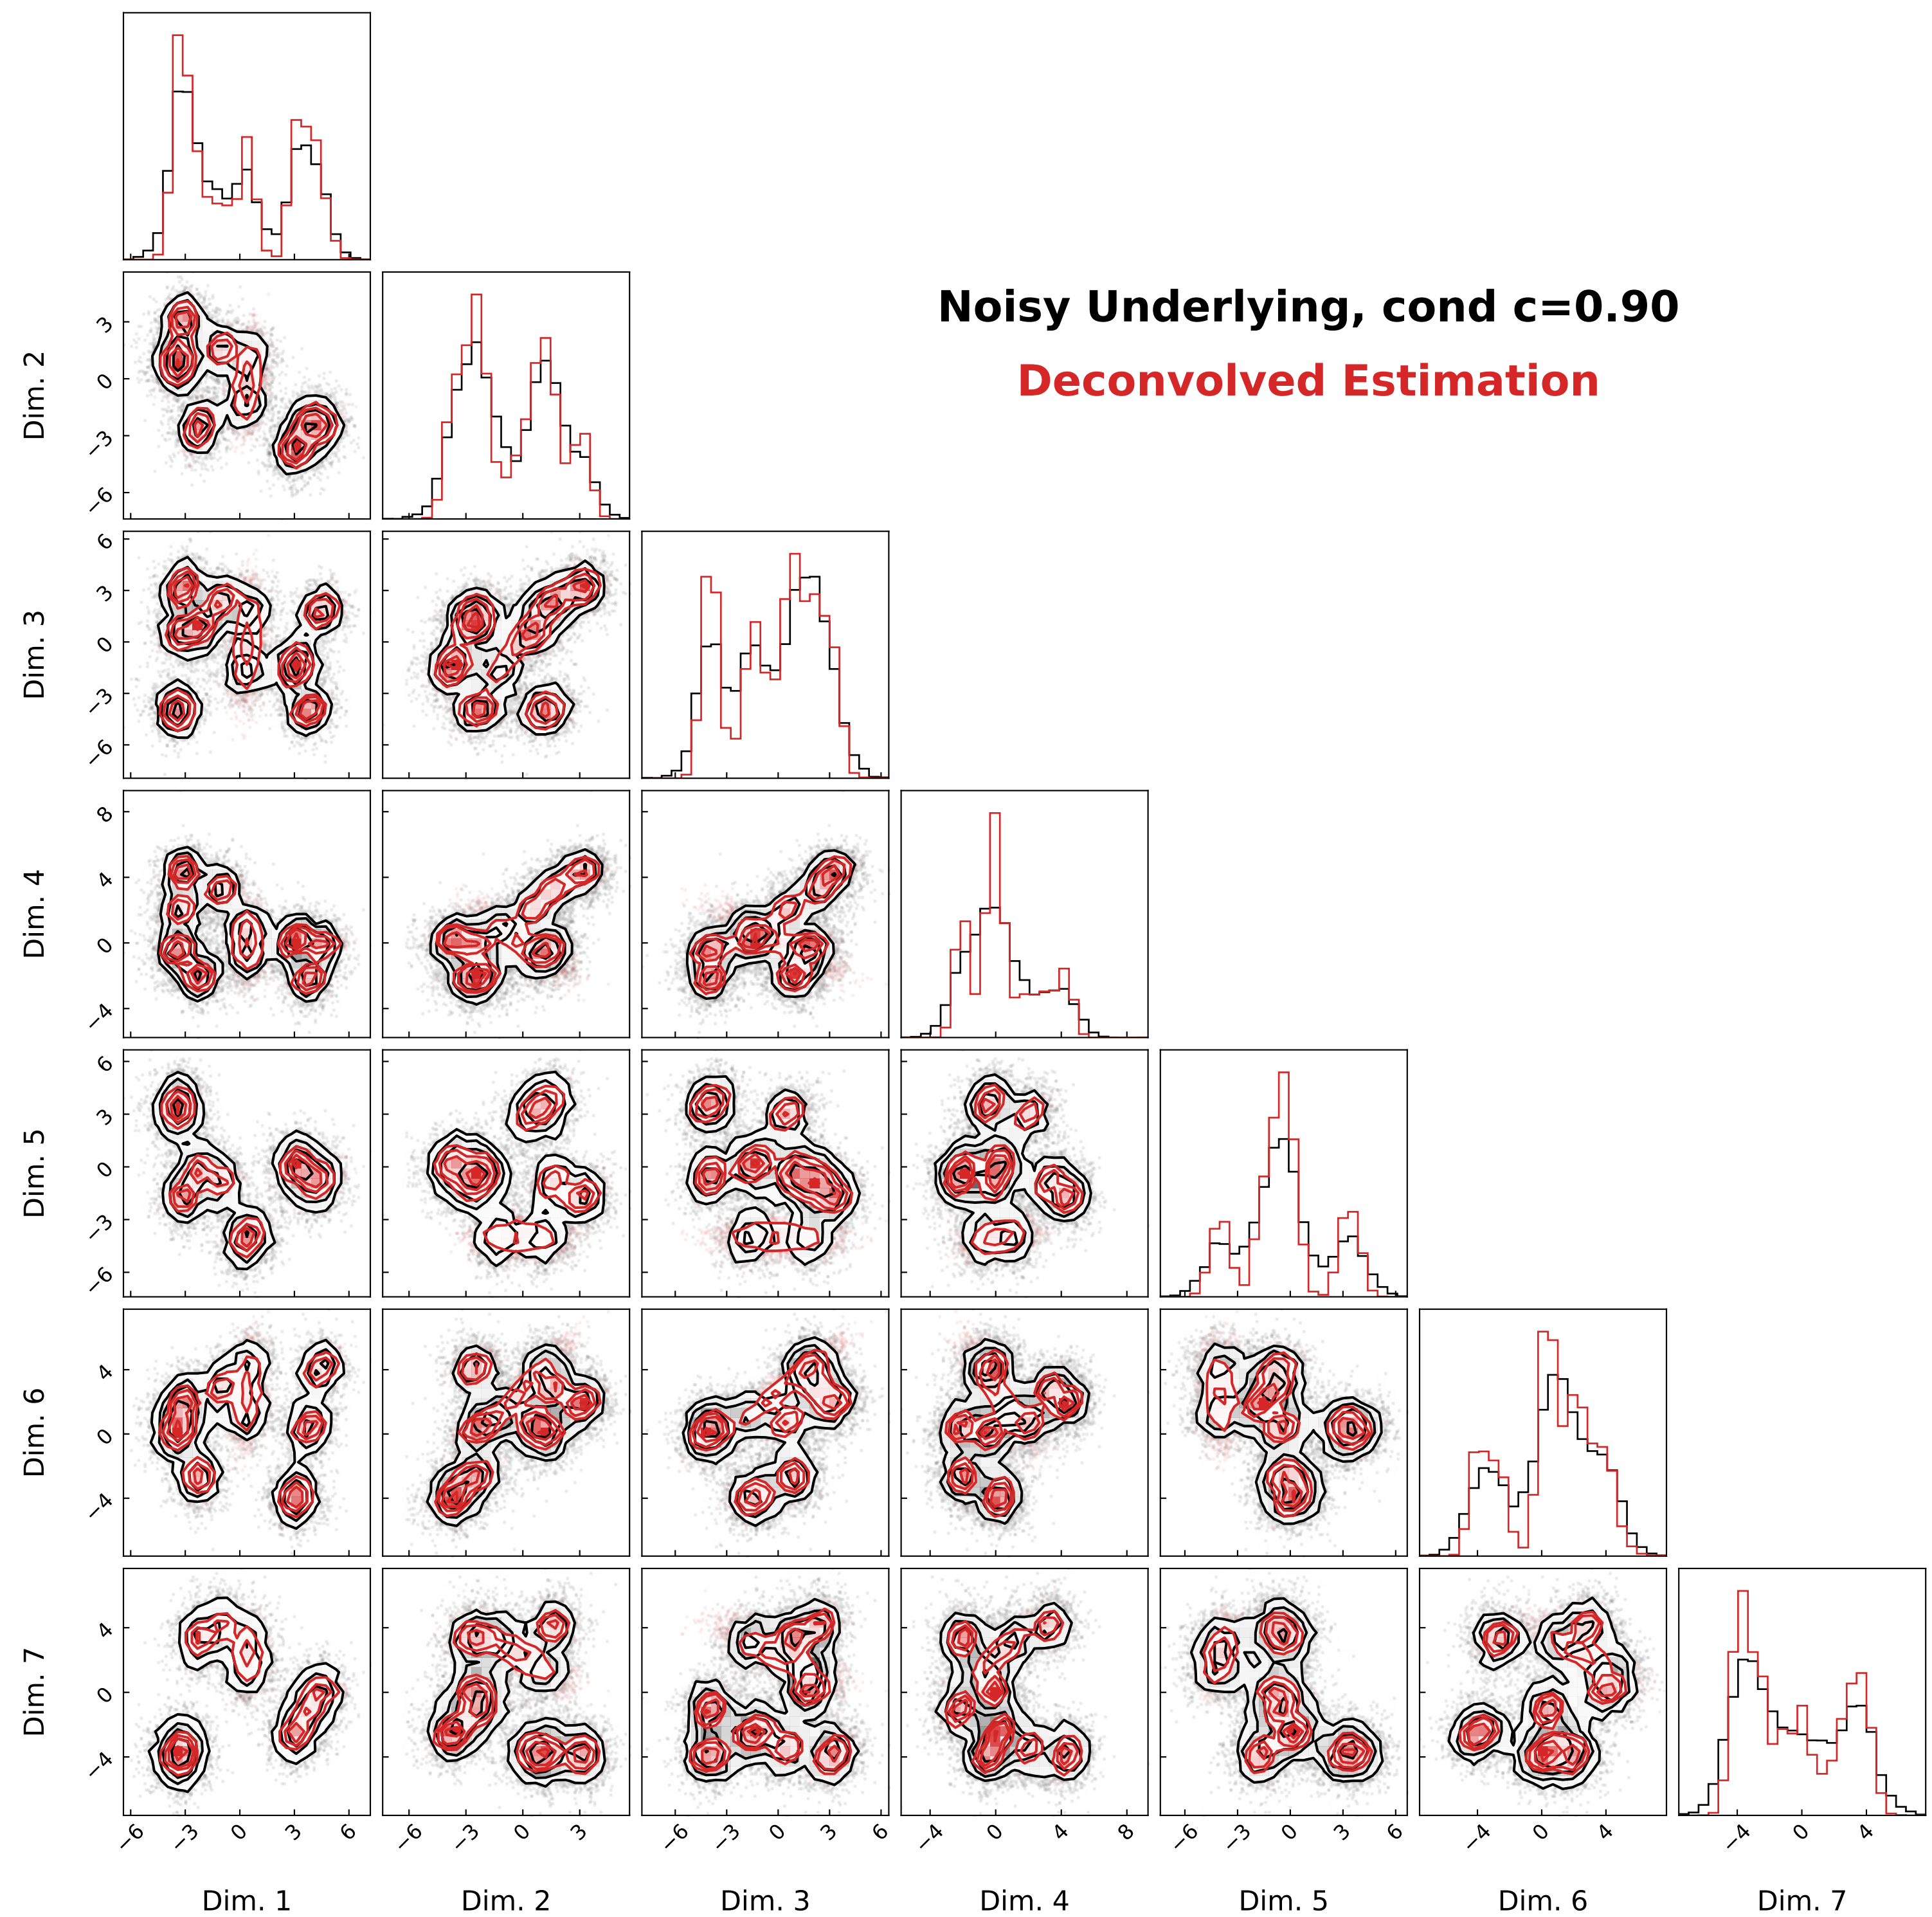 Noisy Underlying, cond c=0.90
Deconvolved Estimation
Dim. 2
3
0
−3
−6
Dim. 3
6
3
0
−3
−6
Dim. 4
8
4
0
−4
Dim. 5
6
3
0
−3
−6
Dim. 6
4
0
−4
Dim. 7
4
0
−4
−6 −3 0 3 6 −6 −3 0 3 −6 −3 0 3 6 −4 0 4 8 −6 −3 0 3 6 −4 0 4 −4 0 4
Dim. 1 Dim. 2 Dim. 3 Dim. 4 Dim. 5 Dim. 6 Dim. 7